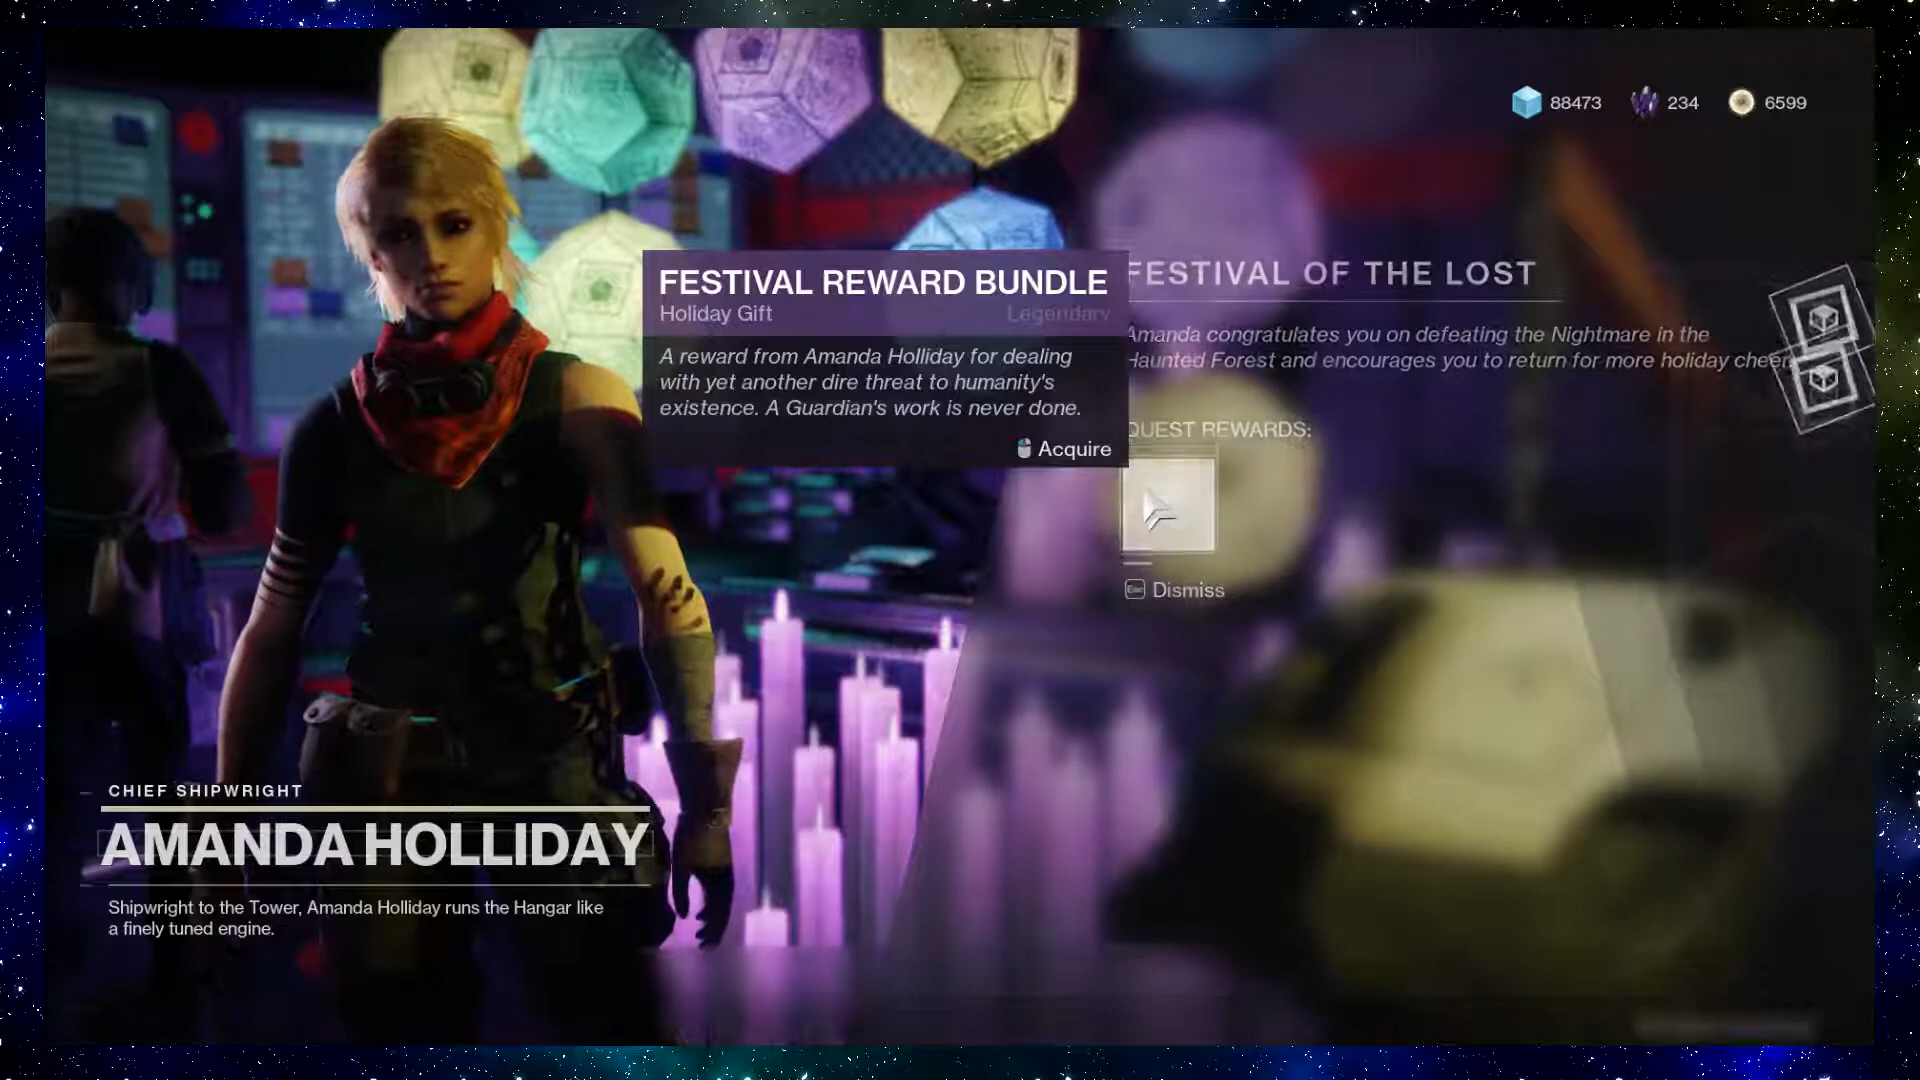 88473 234 6599
FESTIVAL REWARD BUNDLE
Holiday Gift Legendary
A reward from Amanda Holliday for dealing
with yet another dire threat to humanity's
existence. A Guardian's work is never done.
Acquire
FESTIVAL OF THE LOST
Amanda congratulates you on defeating the Nightmare in the
Haunted Forest and encourages you to return for more holiday cheer.
QUEST REWARDS:
Esc Dismiss
CHIEF SHIPWRIGHT
AMANDA HOLLIDAY
Shipwright to the Tower, Amanda Holliday runs the Hangar like
a finely tuned engine.